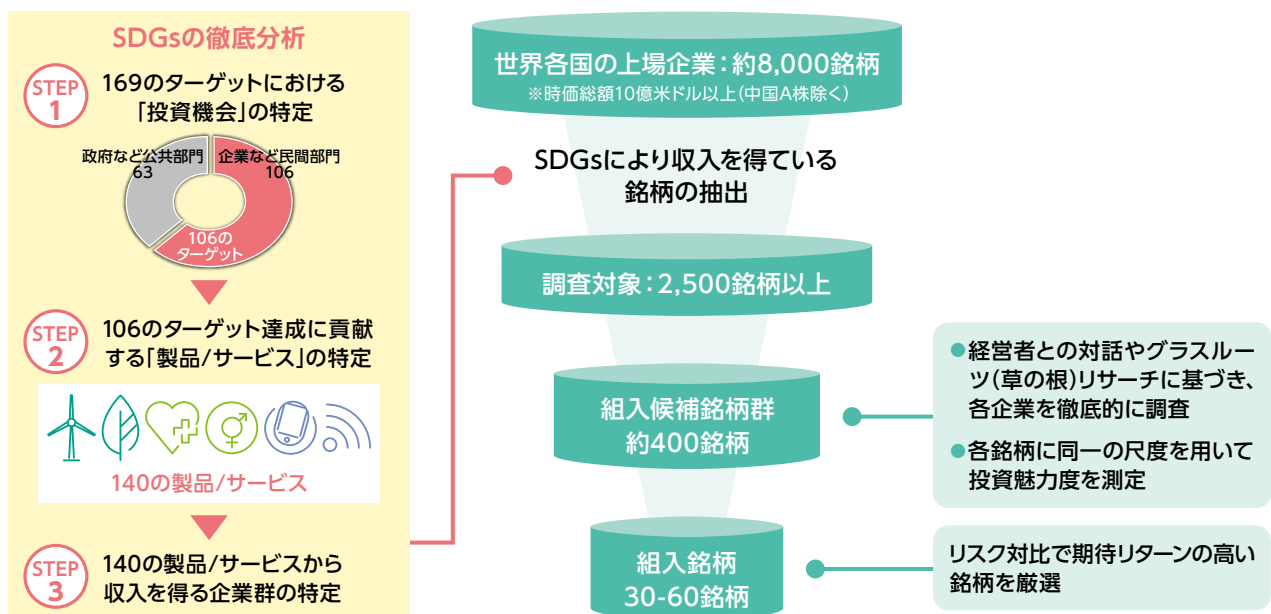 SDGsの徹底分析
STEP
1
169のターゲットにおける
「投資機会」の特定
政府など公共部門
63
企業など民間部門
106
106の
ターゲット
STEP
2
106のターゲット達成に貢献
する「製品/サービス」の特定
140の製品/サービス
STEP
3
140の製品/サービスから
収入を得る企業群の特定
世界各国の上場企業：約8,000銘柄
※時価総額10億米ドル以上(中国A株除く)
SDGsにより収入を得ている
銘柄の抽出
調査対象：2,500銘柄以上
組入候補銘柄群
約400銘柄
●経営者との対話やグラスルー
ツ(草の根)リサーチに基づき、
各企業を徹底的に調査
●各銘柄に同一の尺度を用いて
投資魅力度を測定
組入銘柄
30-60銘柄
リスク対比で期待リターンの高い
銘柄を厳選